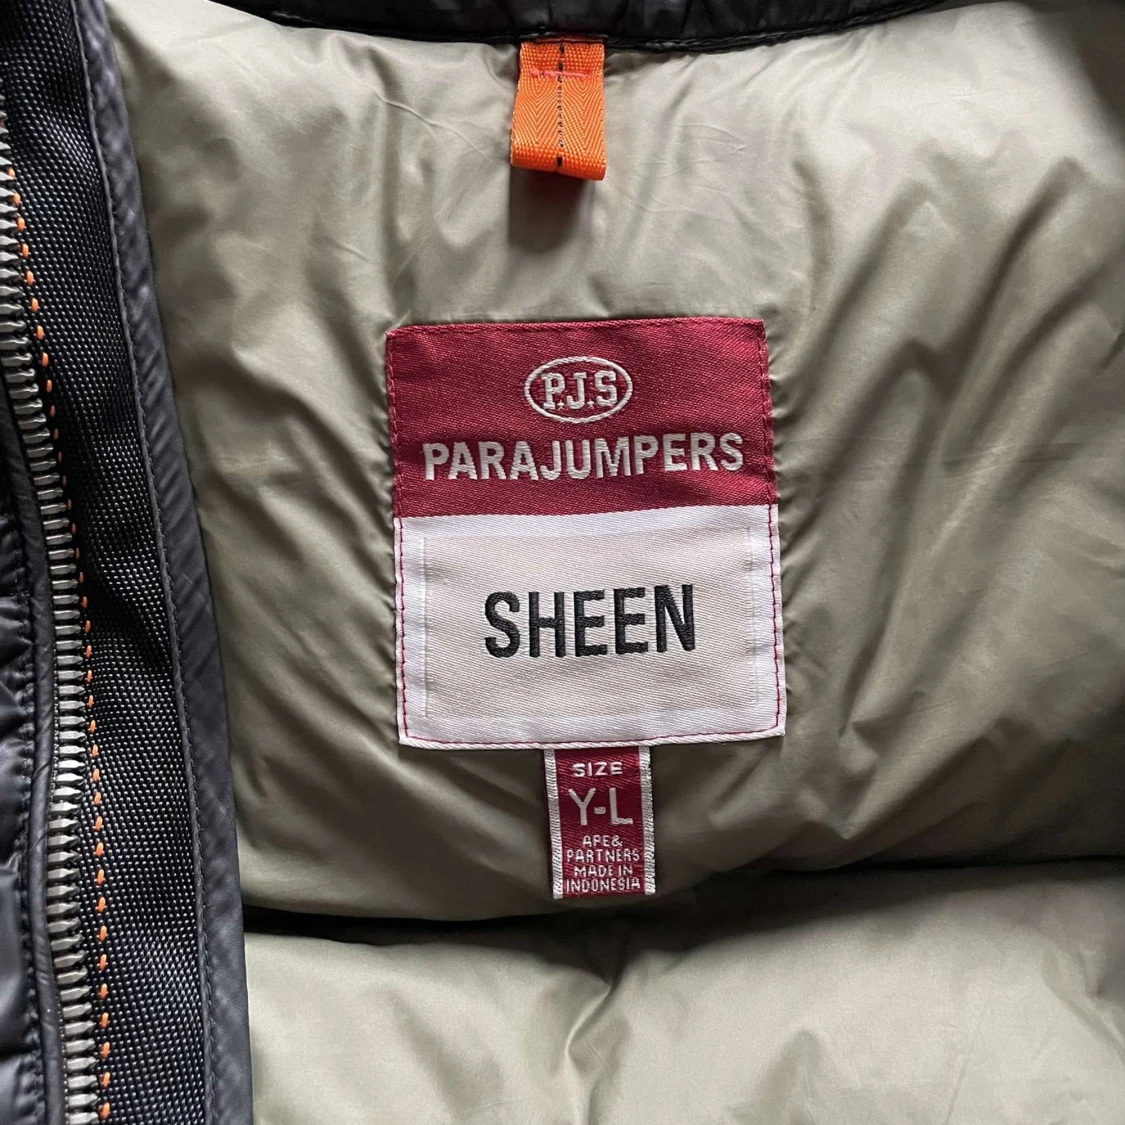 P.J.S
PARAJUMPERS
SHEEN
SIZE
Y-L
APE&
PARTNERS
MADE IN
INDONESIA